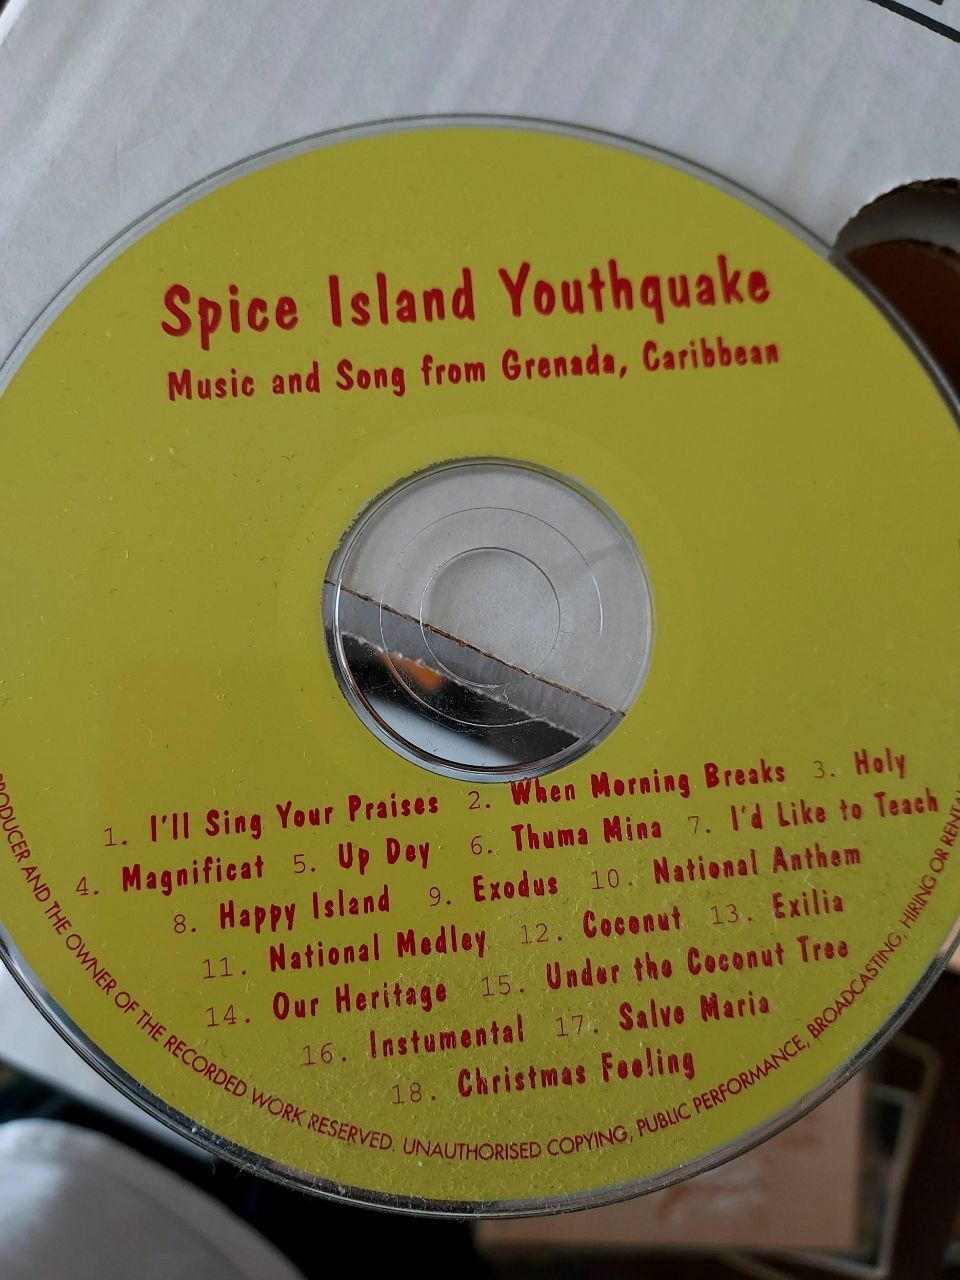 Spice Island Youthquake
Music and Song from Grenada, Caribbean
1. I'll Sing Your Praises 2. When Morning Breaks 3. Holy
4. Magnificat 5. Up Dey 6. Thuma Mina 7. I'd Like to Teach
8. Happy Island 9. Exodus 10. National Anthem
11. National Medley 12. Coconut 13. Exilia
14. Our Heritage 15. Under the Coconut Tree
16. Instumental 17. Salve Maria
18. Christmas Feeling
PRODUCER AND THE OWNER OF THE RECORDED WORK RESERVED. UNAUTHORISED COPYING, PUBLIC PERFORMANCE, BROADCASTING, HIRING OR